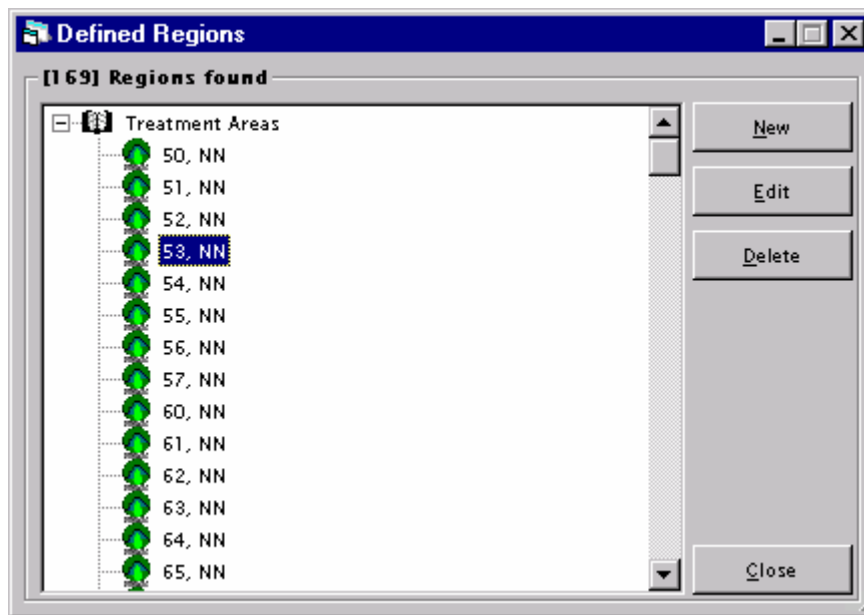 Defined Regions
[169] Regions found
Treatment Areas
50, NN
51, NN
52, NN
53, NN
54, NN
55, NN
56, NN
57, NN
60, NN
61, NN
62, NN
63, NN
64, NN
65, NN
New
Edit
Delete
Close